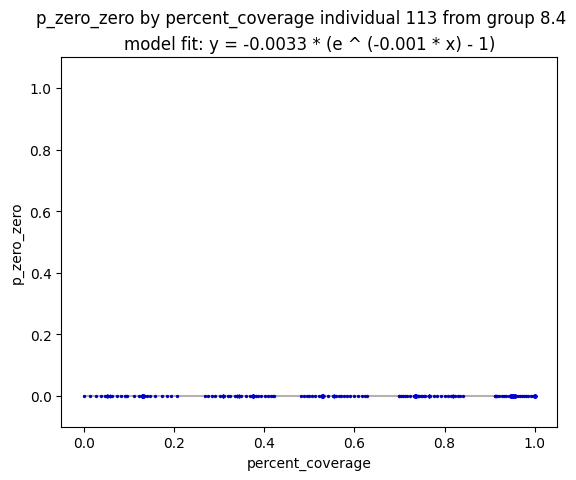 p_zero_zero by percent_coverage individual 113 from group 8.4
model fit: y = -0.0033 * (e ^ (-0.001 * x) - 1)
1.0
0.8
0.6
0.4
0.2
0.0
p_zero_zero
0.0 0.2 0.4 0.6 0.8 1.0
percent_coverage